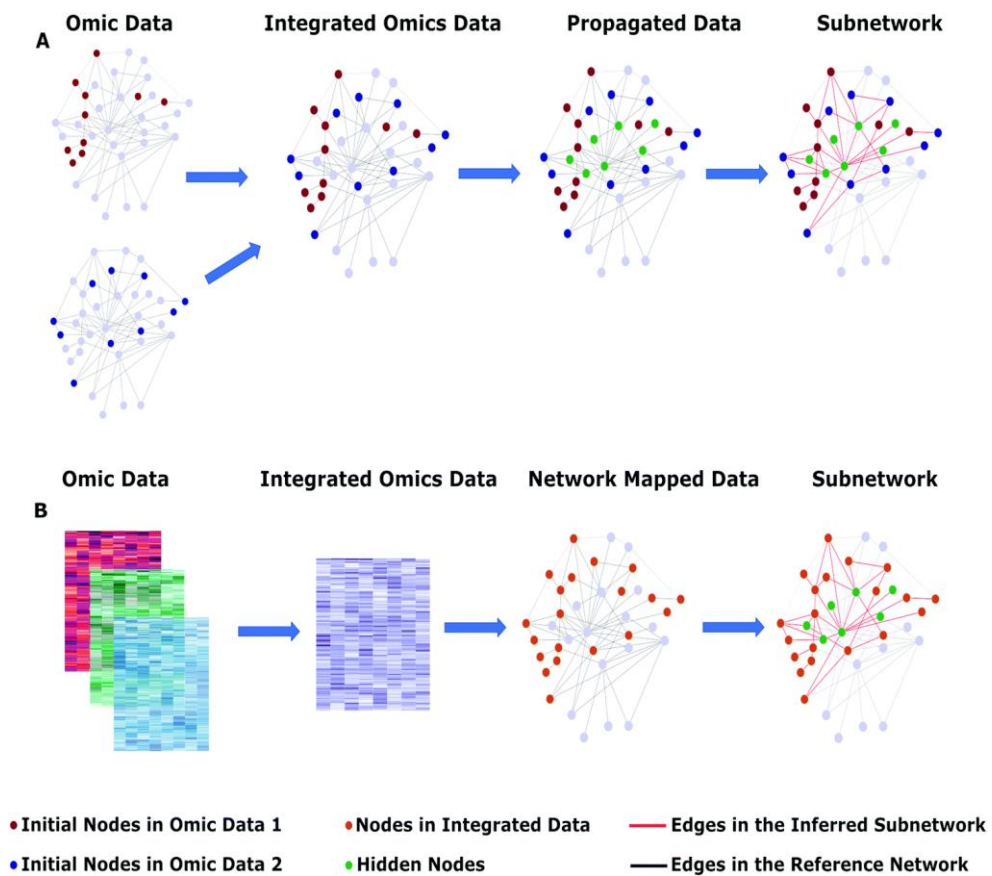 Omic Data Integrated Omics Data Propagated Data Subnetwork
A
Omic Data Integrated Omics Data Network Mapped Data Subnetwork
B
Initial Nodes in Omic Data 1 Nodes in Integrated Data Edges in the Inferred Subnetwork
Initial Nodes in Omic Data 2 Hidden Nodes Edges in the Reference Network